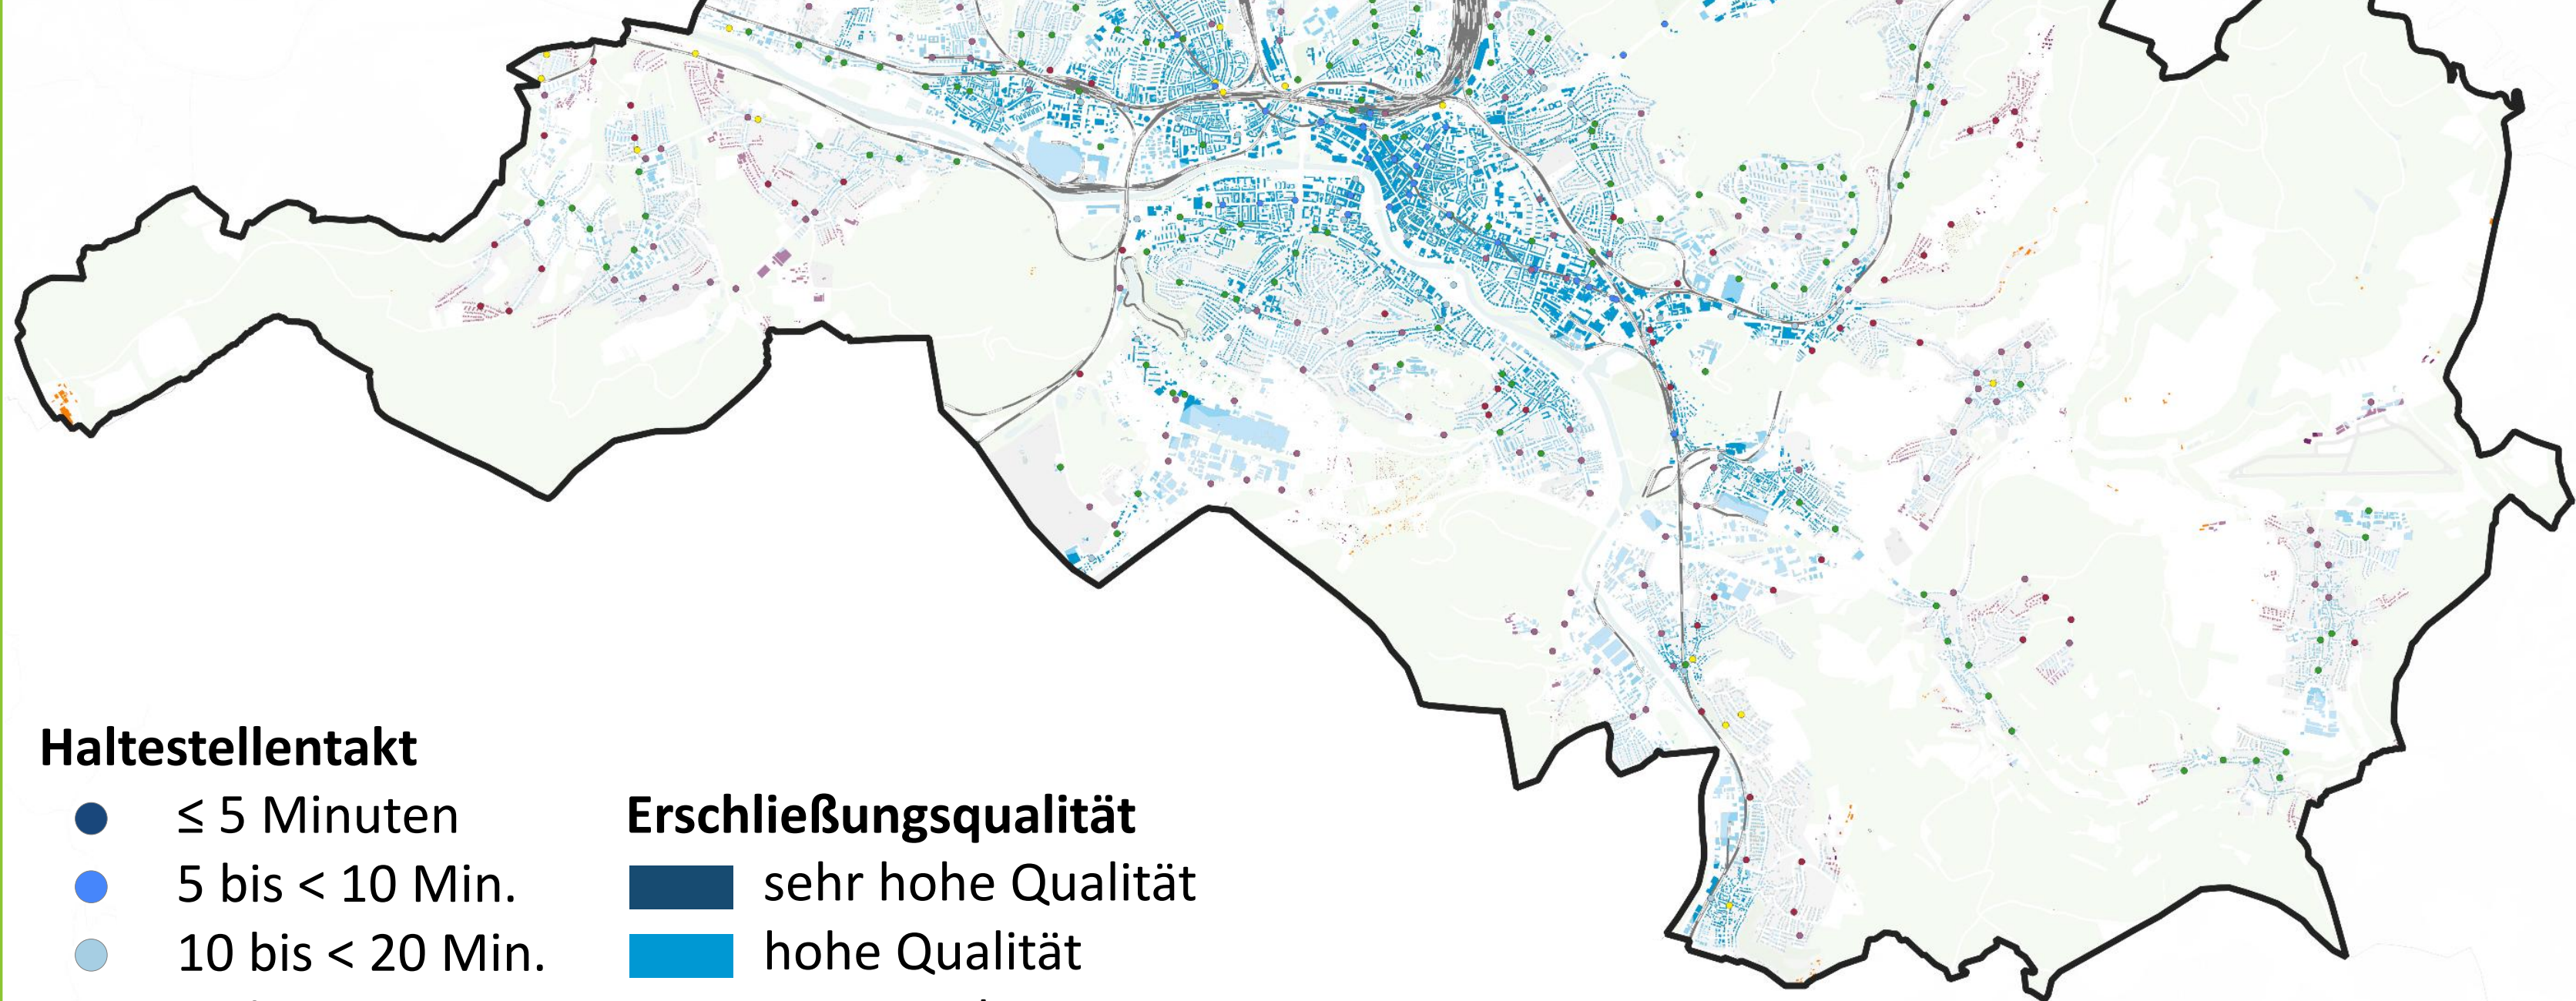 Haltestellentakt
≤ 5 Minuten
5 bis < 10 Min.
10 bis < 20 Min.
Erschließungsqualität
sehr hohe Qualität
hohe Qualität